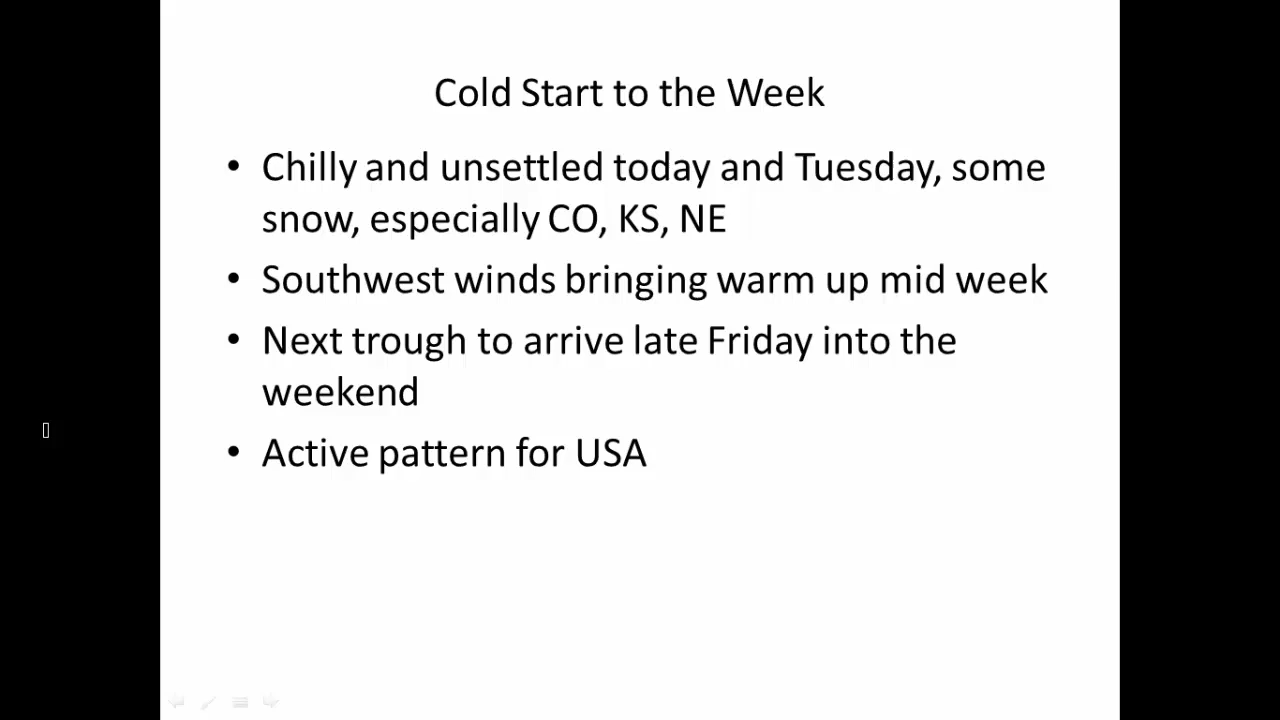 Cold Start to the Week
• Chilly and unsettled today and Tuesday, some
snow, especially CO, KS, NE
• Southwest winds bringing warm up mid week
• Next trough to arrive late Friday into the
weekend
• Active pattern for USA